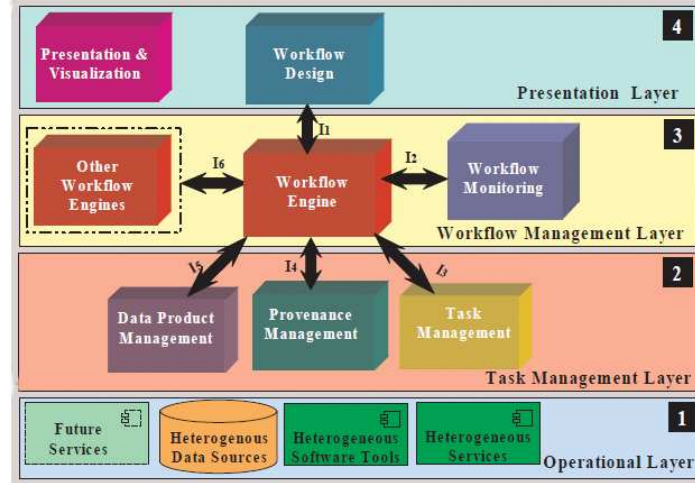 Presentation &
Visualization
Workflow
Design
4
Presentation Layer
I1
3
Other
Workflow
Engines
I6
Workflow
Engine
I2
Workflow
Monitoring
Workflow Management Layer
I5
I4
I3
2
Data Product
Management
Provenance
Management
Task
Management
Task Management Layer
1
Future
Services
Heterogenous
Data Sources
Heterogeneous
Software Tools
Heterogeneous
Services
Operational Layer